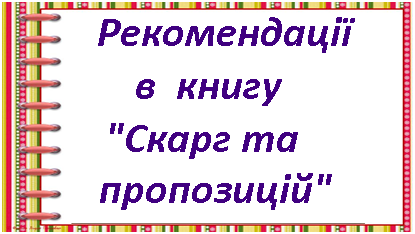 Рекомендації
в книгу
"Скарг та
пропозицій"